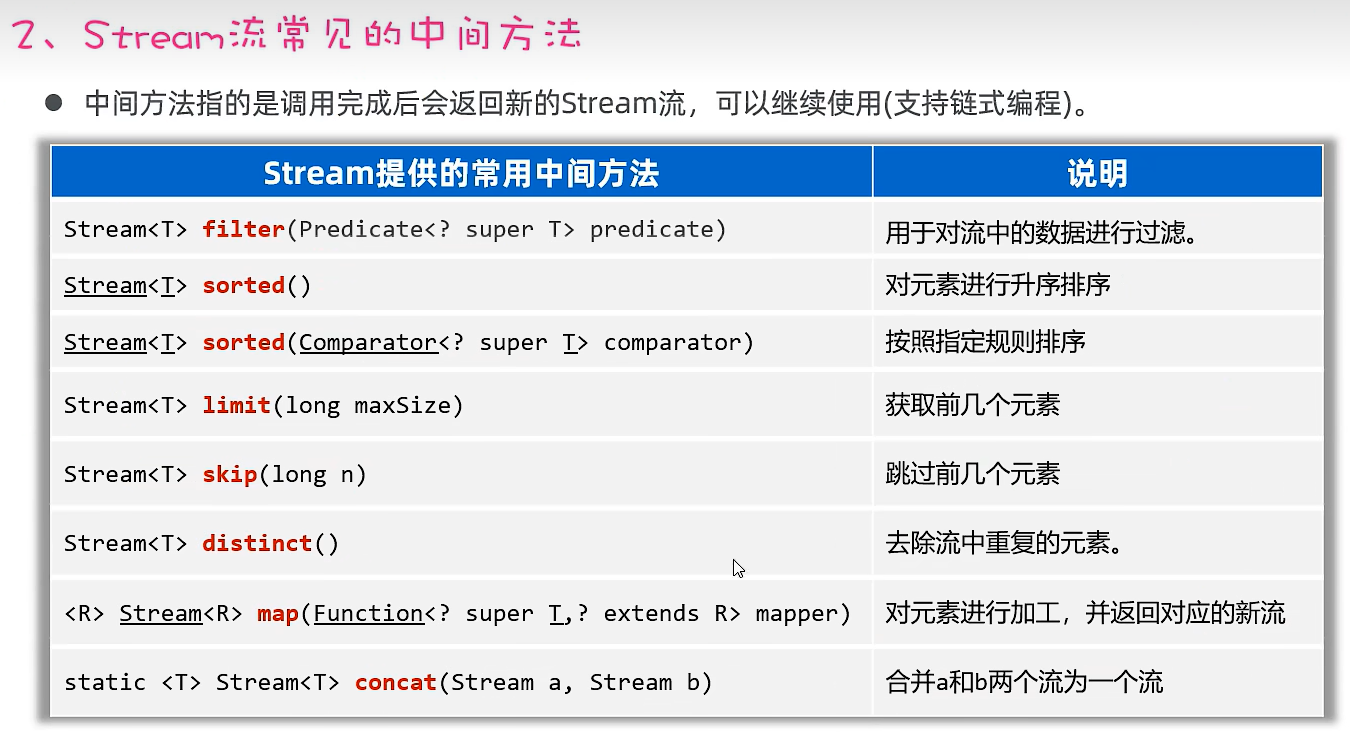 2、Stream流常见的中间方法
● 中间方法指的是调用完成后会返回新的Stream流，可以继续使用(支持链式编程)。
Stream提供的常用中间方法 说明
Stream<T> filter(Predicate<? super T> predicate) 用于对流中的数据进行过滤。
Stream<T> sorted() 对元素进行升序排序
Stream<T> sorted(Comparator<? super T> comparator) 按照指定规则排序
Stream<T> limit(long maxSize) 获取前几个元素
Stream<T> skip(long n) 跳过前几个元素
Stream<T> distinct() 去除流中重复的元素。
<R> Stream<R> map(Function<? super T,? extends R> mapper) 对元素进行加工，并返回对应的新流
static <T> Stream<T> concat(Stream a, Stream b) 合并a和b两个流为一个流